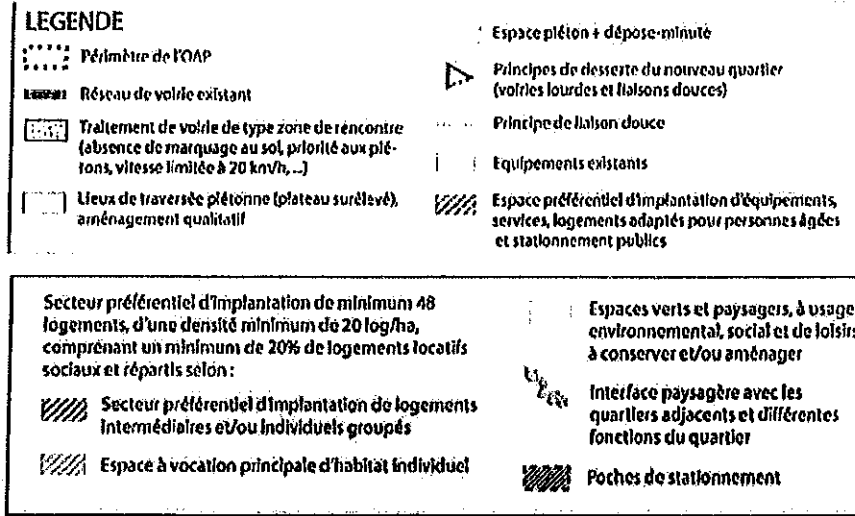 LEGENDE
Périmètre de l'OAP
Réseau de voirie existant
Traitement de voirie de type zone de rencontre
(absence de marquage au sol, priorité aux pié-
tons, vitesse limitée à 20 km/h, ...)
Lieux de traversée piétonne (plateau surélevé),
aménagement qualitatif
Espace piéton + dépose-minute
Principes de desserte du nouveau quartier
(voiries lourdes et liaisons douces)
Principe de liaison douce
Equipements existants
Espace préférentiel d'implantation d'équipements,
services, logements adaptés pour personnes âgées
et stationnement publics
Secteur préférentiel d'implantation de minimum 48
logements, d'une densité minimum de 20 log/ha,
comprenant un minimum de 20% de logements locatifs
sociaux et répartis selon :
Secteur préférentiel d'implantation de logements
intermédiaires et/ou individuels groupés
Espace à vocation principale d'habitat individuel
Espaces verts et paysagers, à usage
environnemental, social et de loisirs
à conserver et/ou aménager
Interface paysagère avec les
quartiers adjacents et différentes
fonctions du quartier
Poches de stationnement